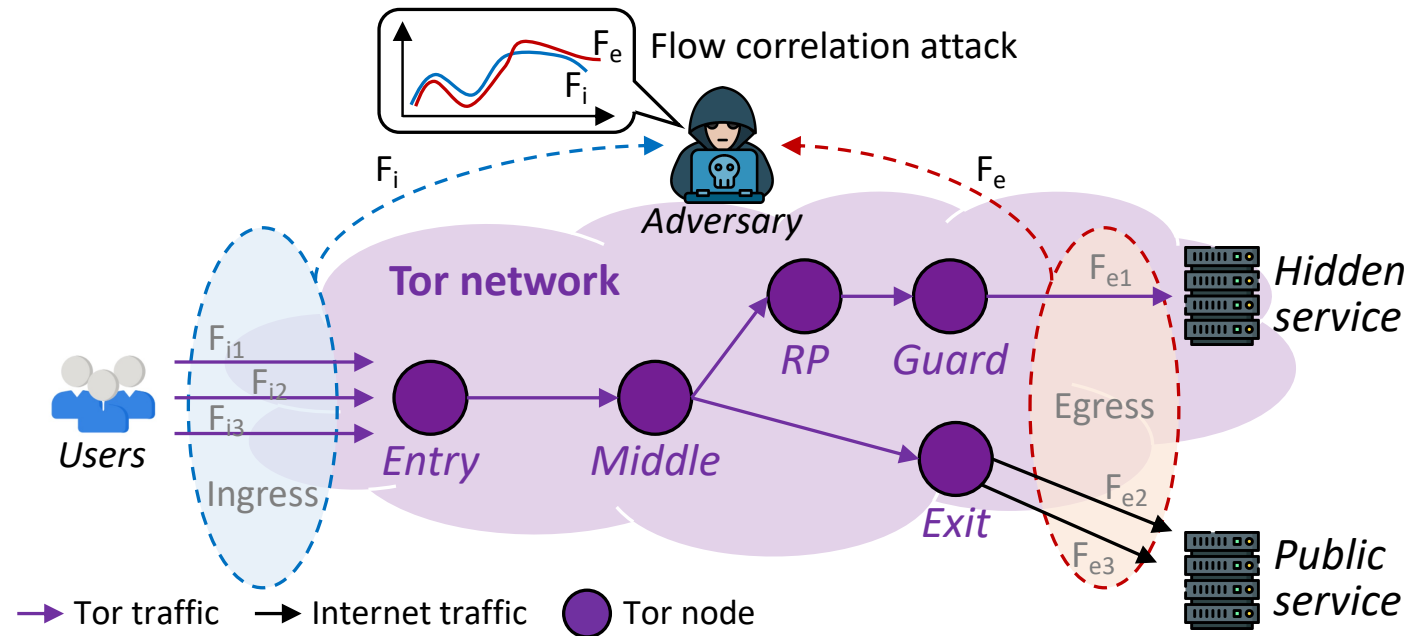 Flow correlation attack
Fe
Fi
Fi
Fe
Adversary
Tor network
Fe1
Hidden
service
RP
Guard
Fi1
Fi2
Fi3
Users
Entry
Middle
Egress
Ingress
Exit
Fe2
Fe3
Public
service
Tor traffic
Internet traffic
Tor node